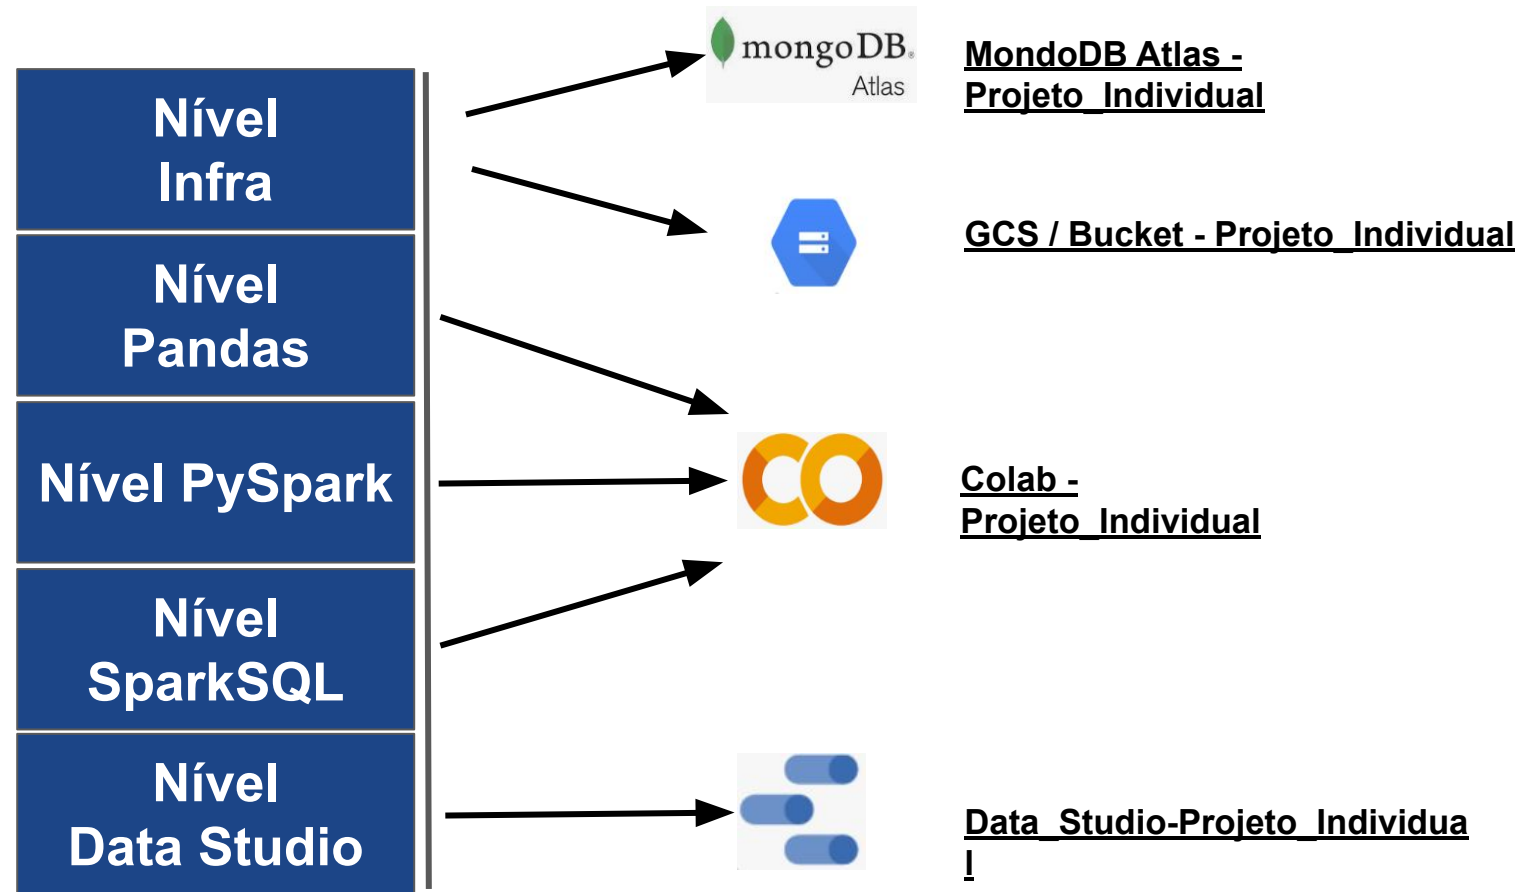 Nível
Infra
Nível
Pandas
Nível PySpark
Nível
SparkSQL
Nível
Data Studio
mongoDB®
Atlas
MondoDB Atlas -
Projeto_Individual
GCS / Bucket - Projeto_Individual
Colab -
Projeto_Individual
Data_Studio-Projeto_Individua
l